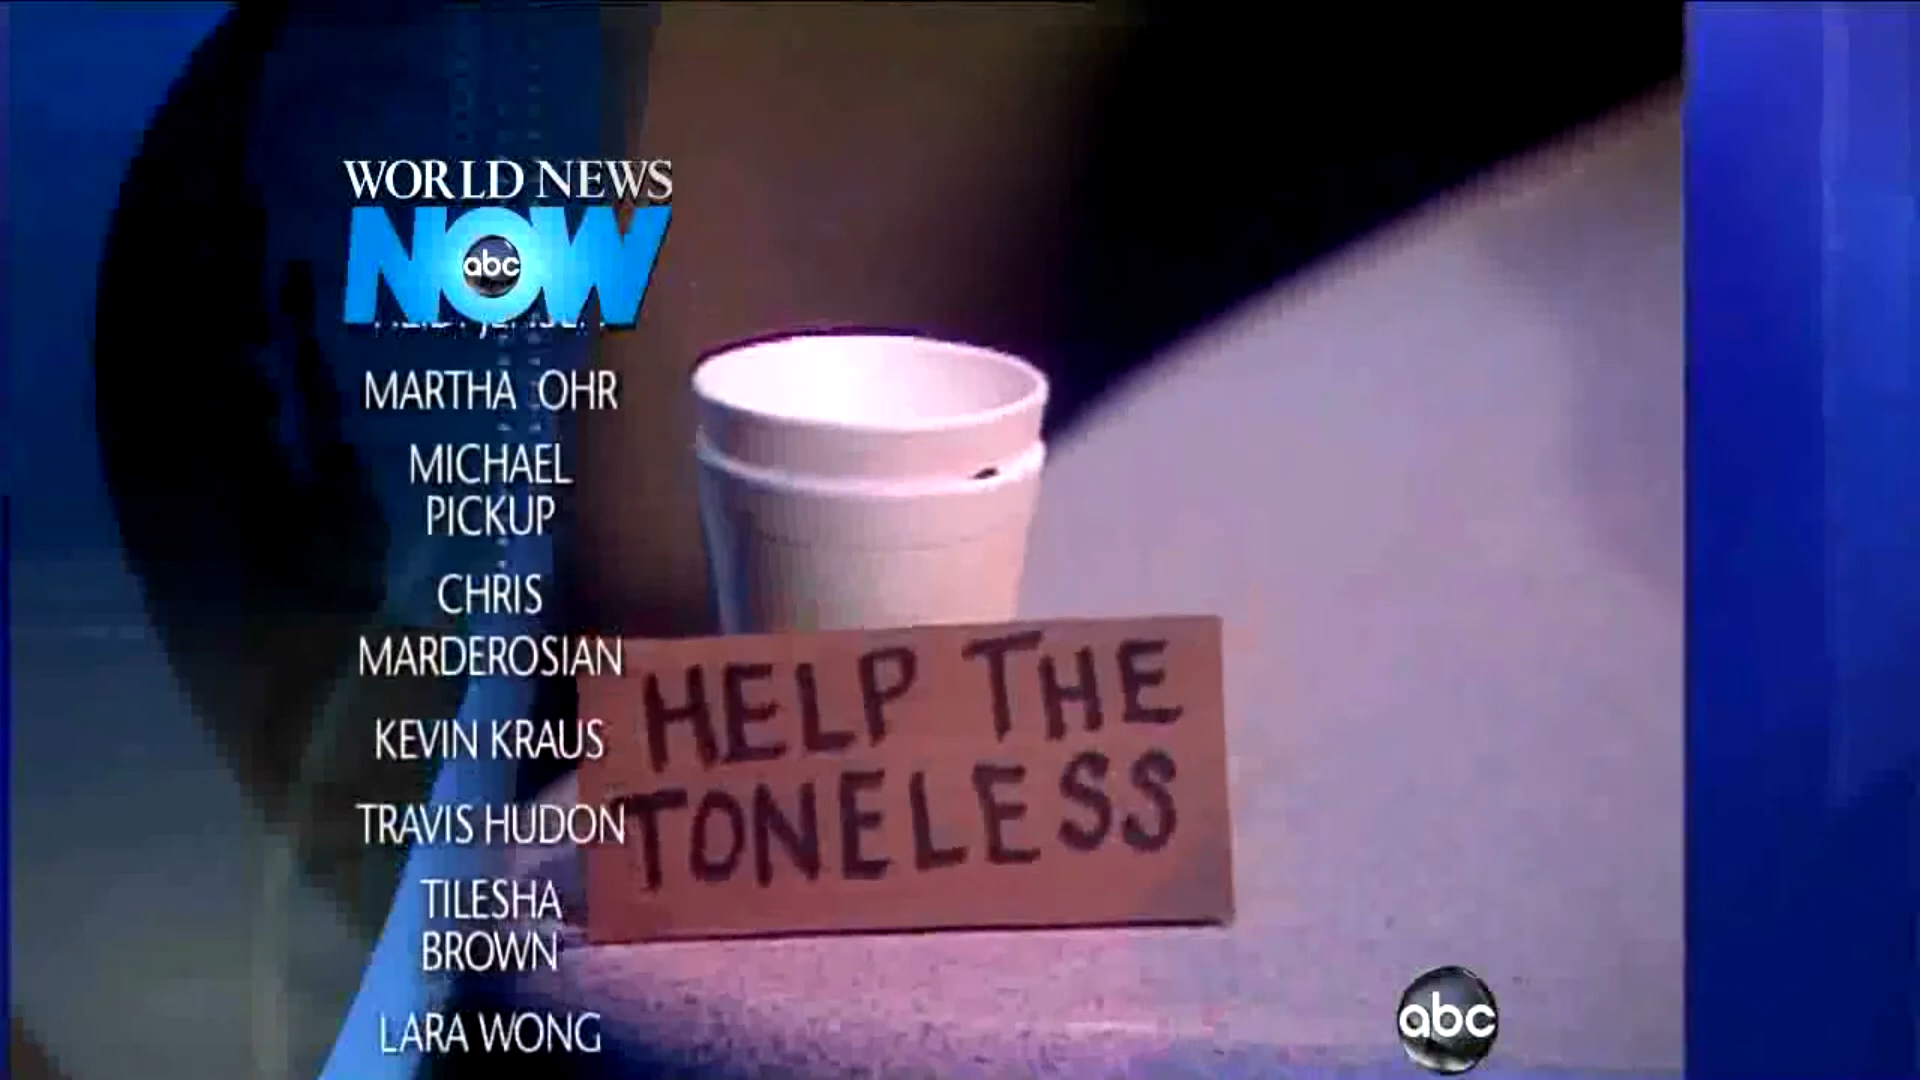 WORLD NEWS
NOW
abc
MARTHA OHR
MICHAEL
PICKUP
CHRIS
MARDEROSIAN
KEVIN KRAUS
TRAVIS HUDON
TILESHA
BROWN
LARA WONG
HELP THE
TONELESS
abc